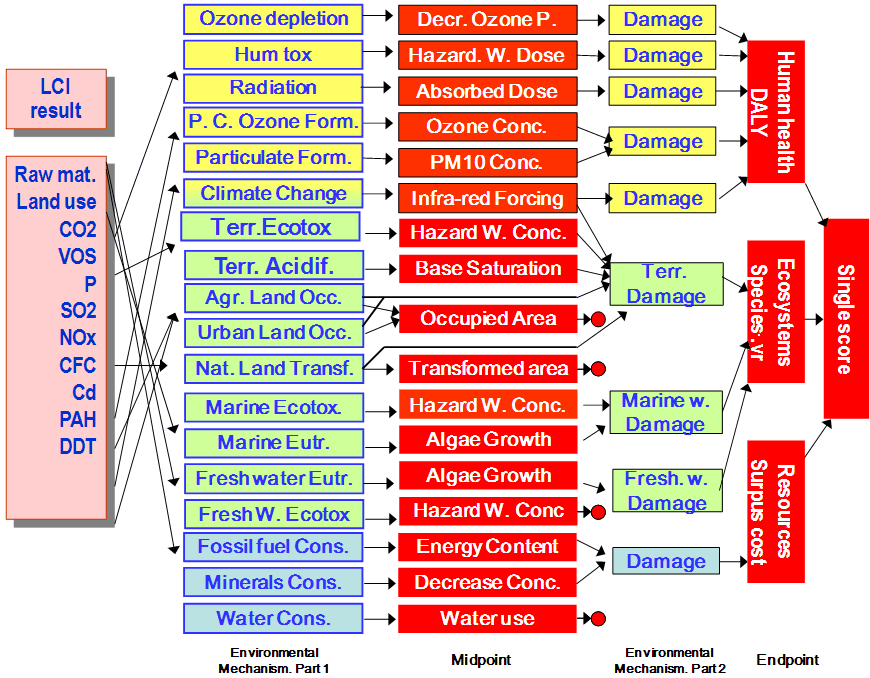 LCI
result
Raw mat.
Land use
CO2
VOS
P
SO2
NOx
CFC
Cd
PAH
DDT
Ozone depletion
Hum tox
Radiation
P. C. Ozone Form.
Particulate Form.
Climate Change
Terr.Ecotox
Terr. Acidif.
Agr. Land Occ.
Urban Land Occ.
Nat. Land Transf.
Marine Ecotox.
Marine Eutr.
Freshwater Eutr.
Fresh W. Ecotox
Fossil fuel Cons.
Minerals Cons.
Water Cons.
Environmental
Mechanism. Part 1
Decr. Ozone P.
Hazard. W. Dose
Absorbed Dose
Ozone Conc.
PM10 Conc.
Infra-red Forcing
Hazard W. Conc.
Base Saturation
Occupied Area
Transformed area
Hazard W. Conc.
Algae Growth
Algae Growth
Hazard W. Conc
Energy Content
Decrease Conc.
Water use
Midpoint
Damage
Damage
Damage
Damage
Damage
Terr.
Damage
Marine w.
Damage
Fresh. w.
Damage
Damage
Environmental
Mechanism. Part 2
Human health
DALY
Ecosystems
Species.yr
Resources
Surpus cost
Endpoint
Single score